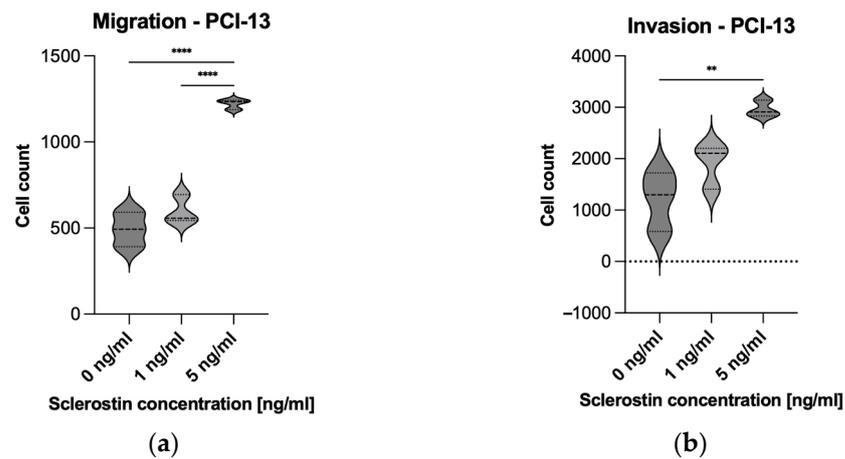 Migration - PCI-13
1500
1000
500
0
Cell count
****
****
0 ng/ml
1 ng/ml
5 ng/ml
Sclerostin concentration [ng/ml]
(a)
Invasion - PCI-13
4000
3000
2000
1000
0
−1000
Cell count
**
0 ng/ml
1 ng/ml
5 ng/ml
Sclerostin concentration [ng/ml]
(b)